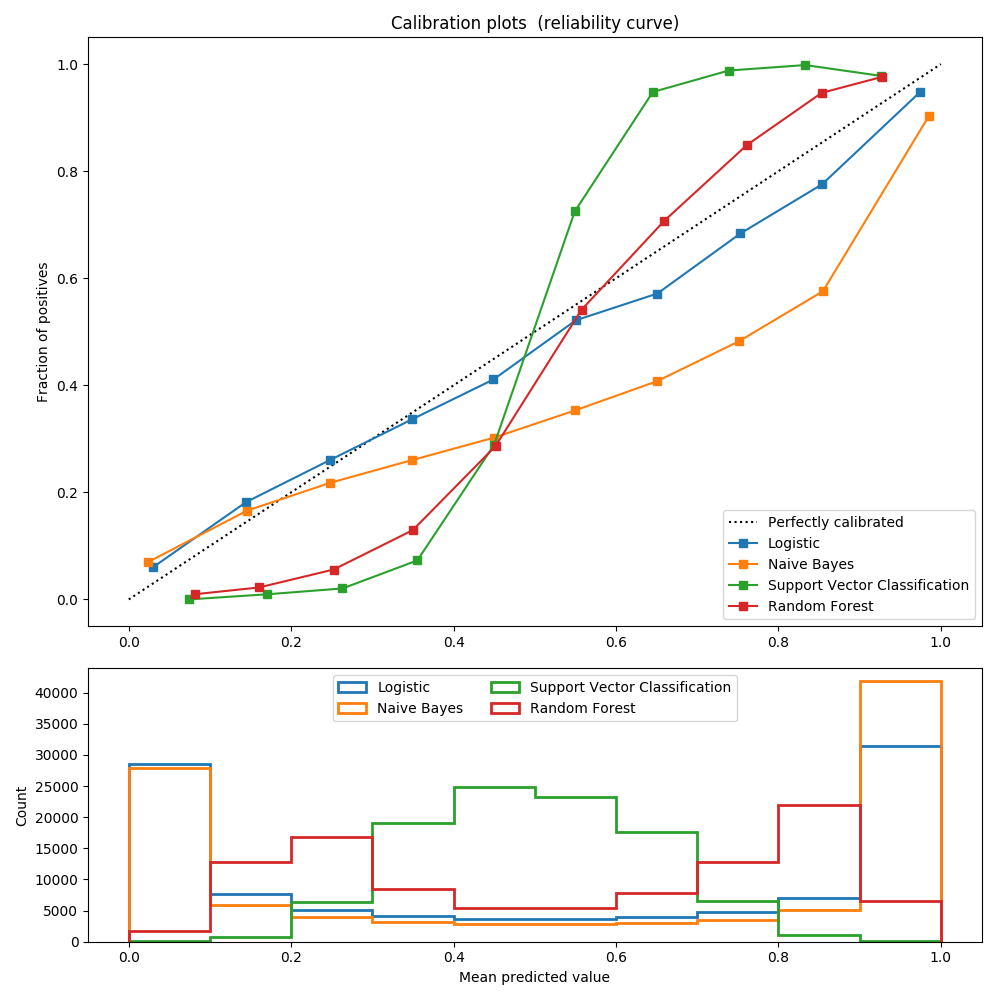 Calibration plots  (reliability curve)
1.0
0.8
0.6
0.4
0.2
0.0
Fraction of positives
Perfectly calibrated
Logistic
Naive Bayes
Support Vector Classification
Random Forest
0.0 0.2 0.4 0.6 0.8 1.0
Logistic Support Vector Classification
Naive Bayes Random Forest
40000
35000
30000
25000
20000
15000
10000
5000
0
Count
0.0 0.2 0.4 0.6 0.8 1.0
Mean predicted value